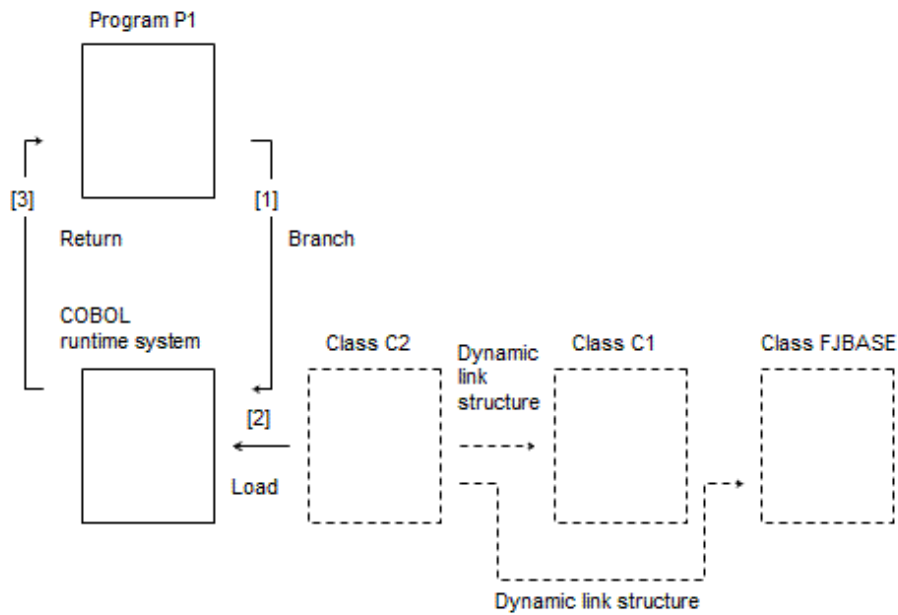 Program P1
[3]
[1]
Return
Branch
COBOL
runtime system
Class C2
Dynamic
link
structure
Class C1
Class FJBASE
[2]
Load
Dynamic link structure